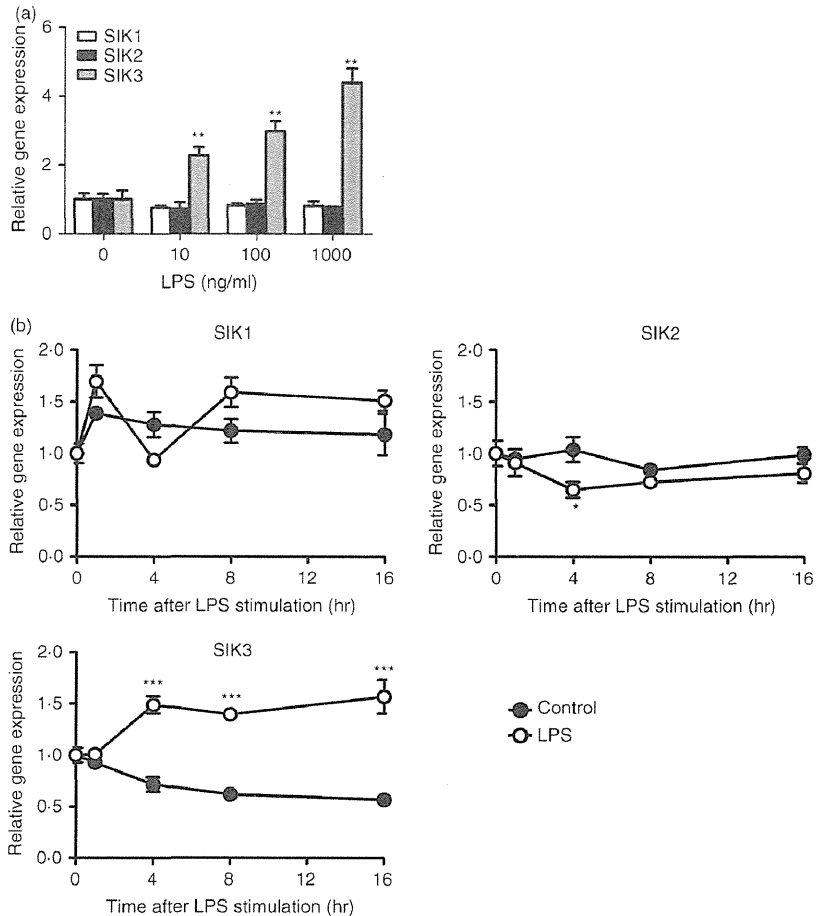 (a)
6
SIK1
SIK2
SIK3
**
**
**
4
2
0
Relative gene expression
0 10 100 1000
LPS (ng/ml)
(b)
SIK1
2·0
1·5
1·0
0·5
0·0
Relative gene expression
0 4 8 12 16
Time after LPS stimulation (hr)
SIK2
2·0
1·5
1·0
0·5
0·0
Relative gene expression
*
0 4 8 12 16
Time after LPS stimulation (hr)
SIK3
2·0
1·5
1·0
0·5
0·0
Relative gene expression
*** *** ***
0 4 8 12 16
Time after LPS stimulation (hr)
Control
LPS